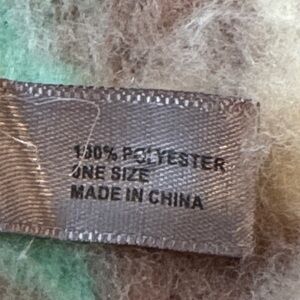 100% POLYESTER
ONE SIZE
MADE IN CHINA